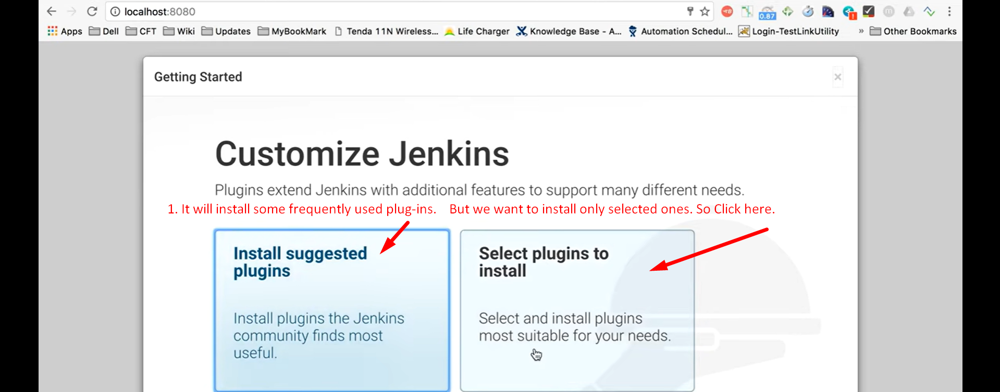 localhost:8080
0.87
Apps Dell CFT Wiki Updates MyBookMark Tenda 11N Wireless... Life Charger Knowledge Base - A... Automation Schedul... Login-TestLinkUtility » Other Bookmarks
Getting Started
×
Customize Jenkins
Plugins extend Jenkins with additional features to support many different needs.
1. It will install some frequently used plug-ins. But we want to install only selected ones. So Click here.
Install suggested
plugins
Install plugins the Jenkins
community finds most
useful.
Select plugins to
install
Select and install plugins
most suitable for your needs.